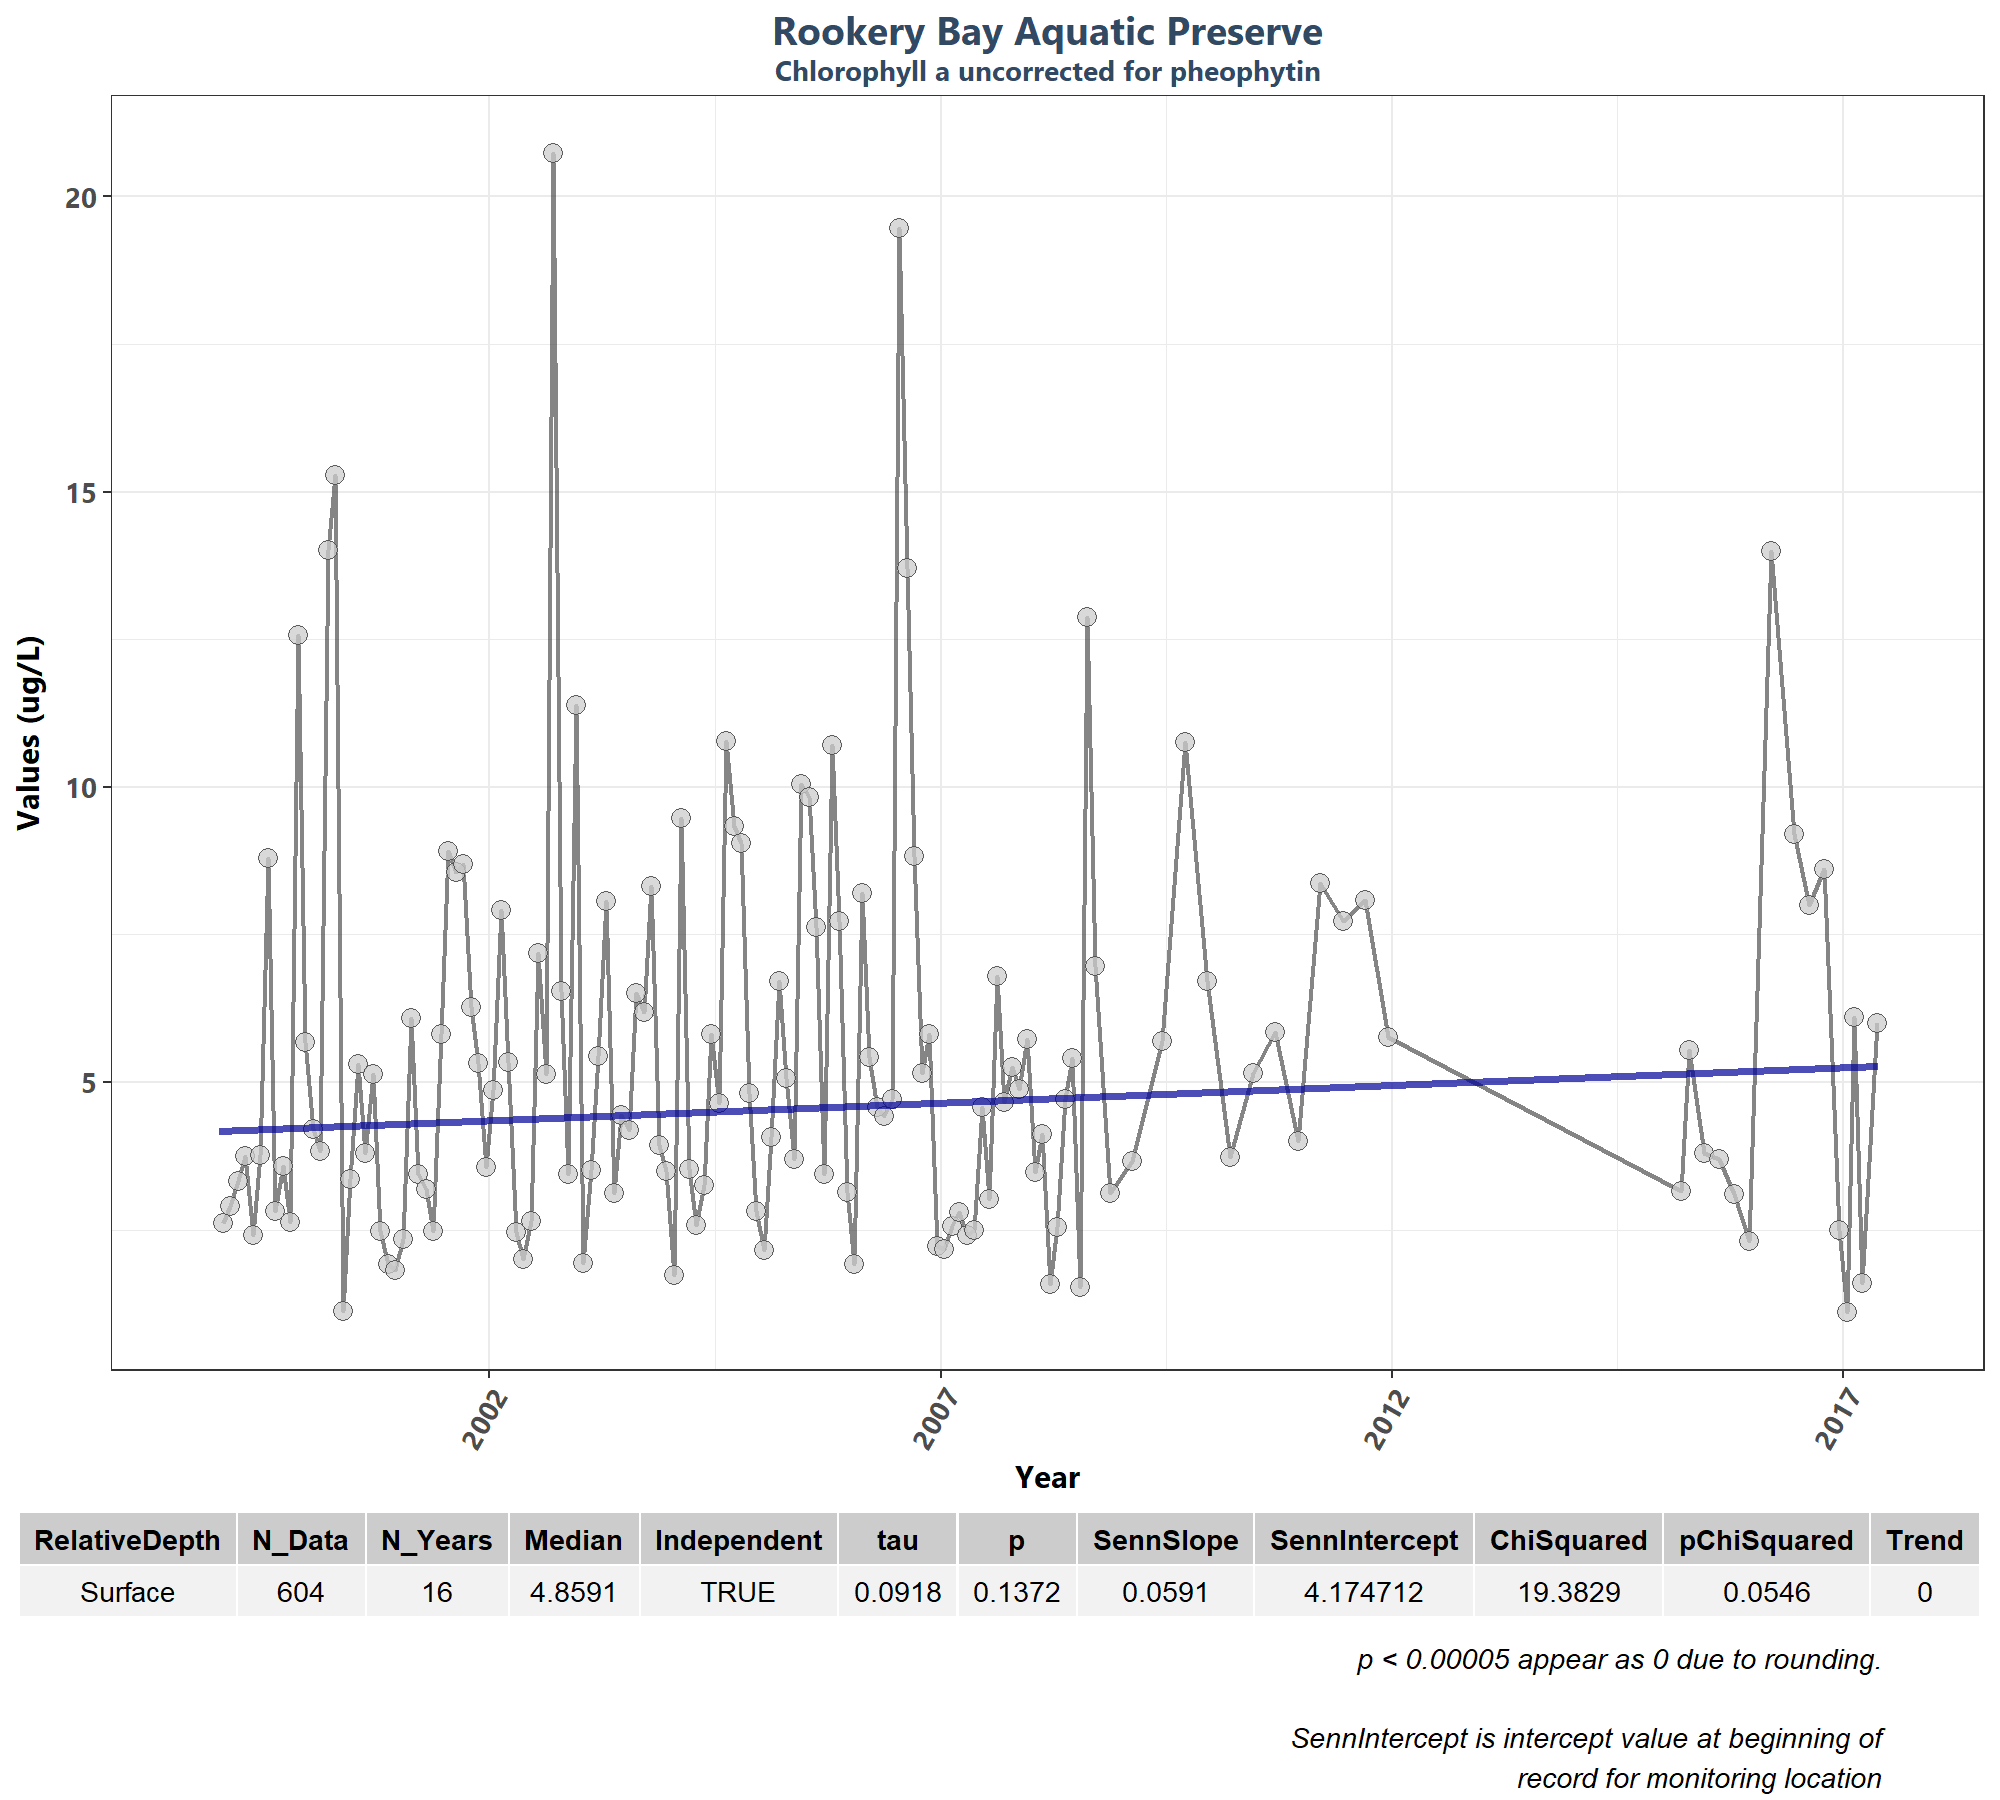 Rookery Bay Aquatic Preserve
Chlorophyll a uncorrected for pheophytin
Values (ug/L)
20
15
10
5
2002
2007
2012
2017
Year
RelativeDepth N_Data N_Years Median Independent tau p SennSlope SennIntercept ChiSquared pChiSquared Trend
Surface 604 16 4.8591 TRUE 0.0918 0.1372 0.0591 4.174712 19.3829 0.0546 0
p < 0.00005 appear as 0 due to rounding.
SennIntercept is intercept value at beginning of
record for monitoring location